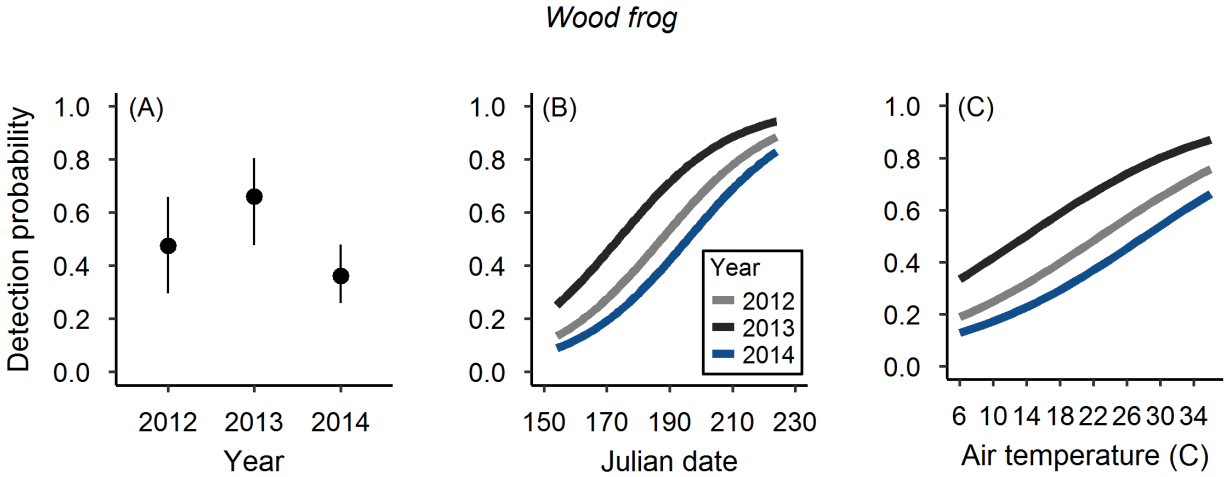 Wood frog
Detection probability
1.0
0.8
0.6
0.4
0.2
0.0
(A)
2012 2013 2014
Year
1.0
0.8
0.6
0.4
0.2
0.0
(B)
Year
2012
2013
2014
150 170 190 210 230
Julian date
1.0
0.8
0.6
0.4
0.2
0.0
(C)
6 10 14 18 22 26 30 34
Air temperature (C)